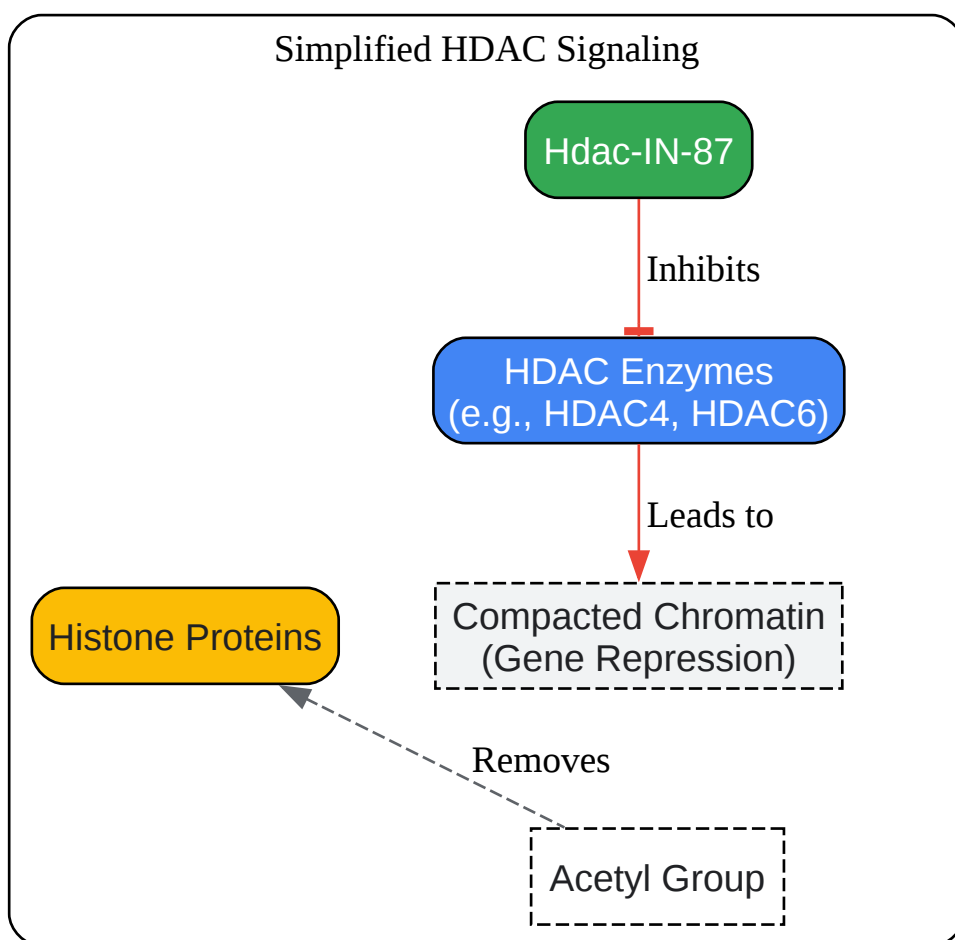 Simplified HDAC Signaling
Hdac-IN-87
Inhibits
HDAC Enzymes
(e.g., HDAC4, HDAC6)
Leads to
Compacted Chromatin
(Gene Repression)
Histone Proteins
Removes
Acetyl Group